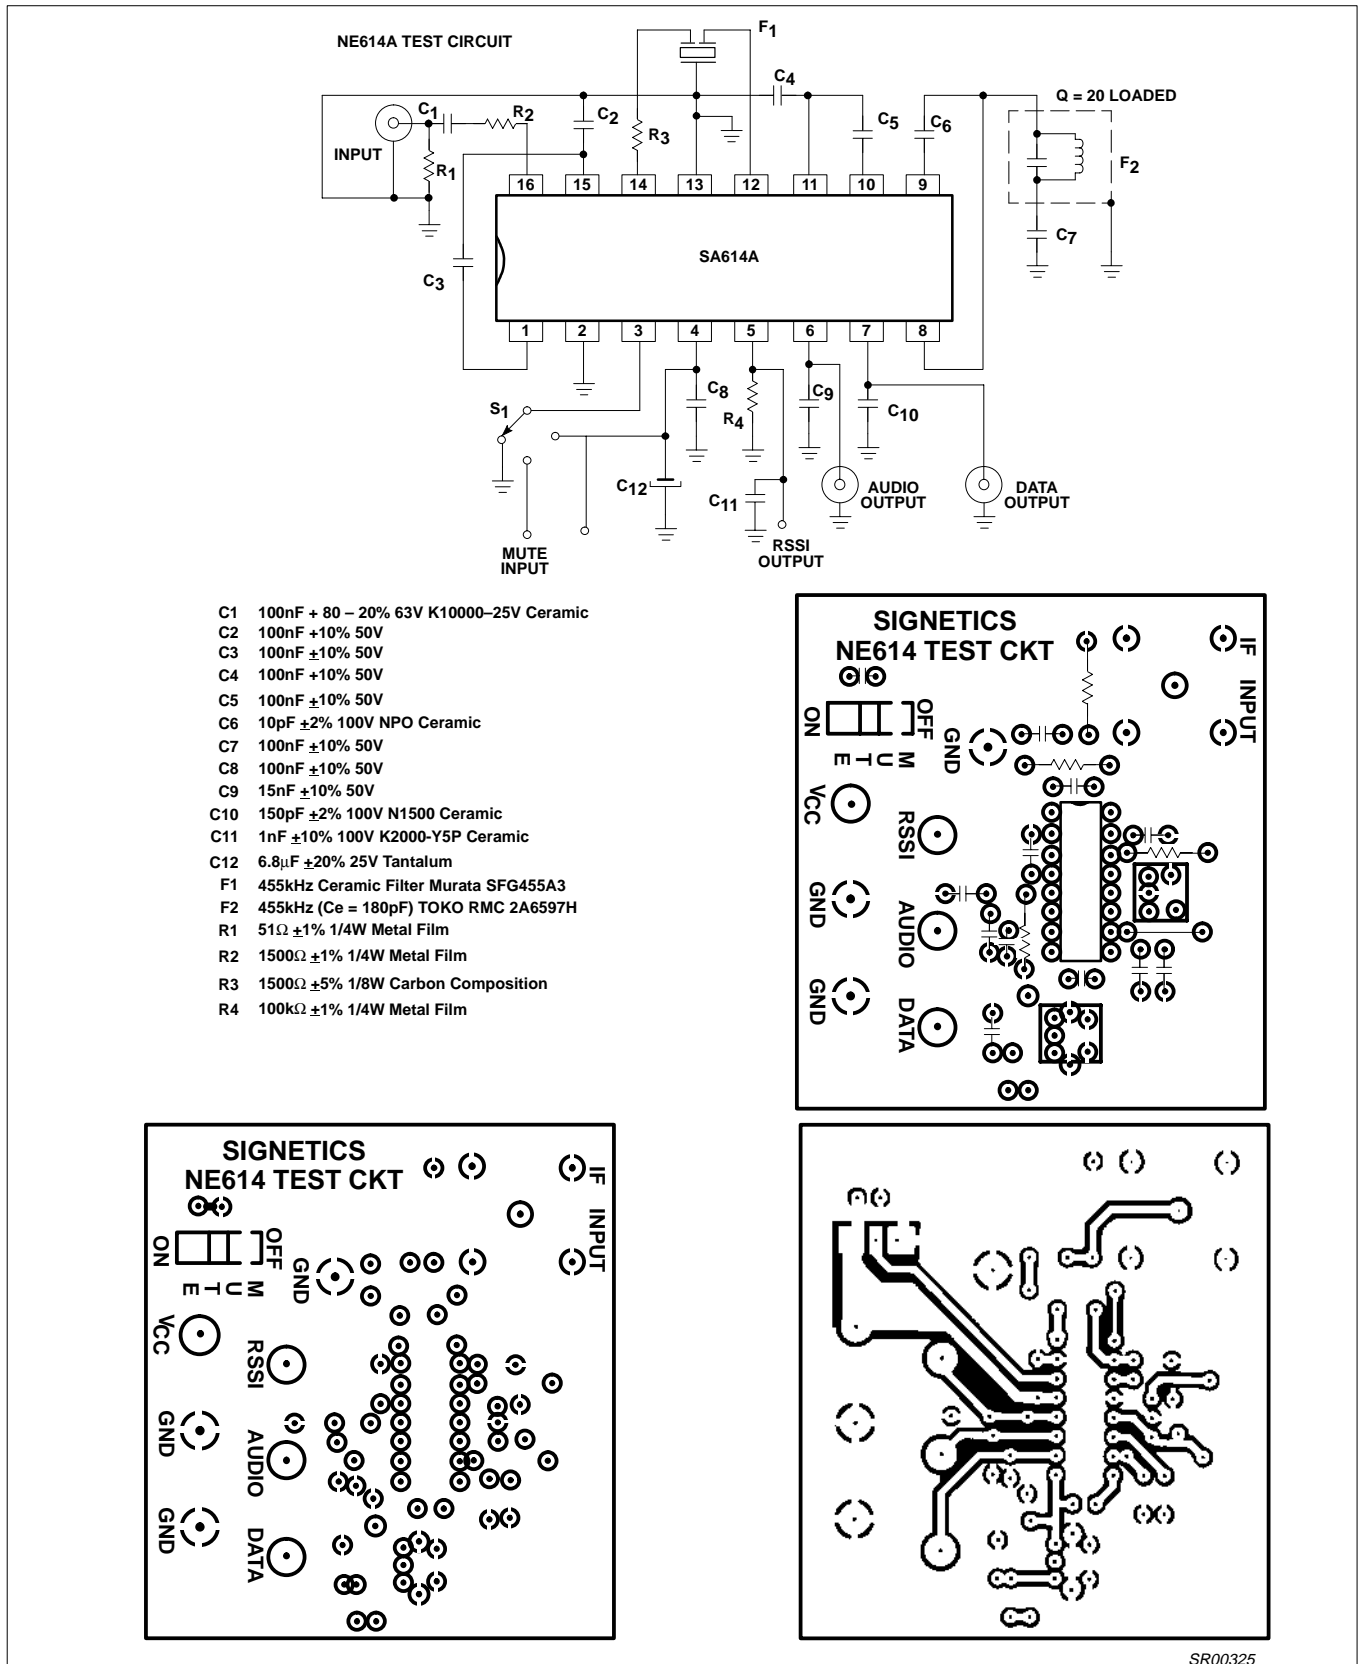 NE614A TEST CIRCUIT
F1
C4
Q = 20 LOADED
C1
R2
C2
R3
C5
C6
F2
INPUT
R1
16 15 14 13 12 11 10 9
C7
SA614A
C3
1 2 3 4 5 6 7 8
S1
C8
R4
C9
C10
C12
C11
AUDIO
OUTPUT
DATA
OUTPUT
RSSI
OUTPUT
MUTE
INPUT
C1 100nF + 80 – 20% 63V K10000–25V Ceramic
C2 100nF +10% 50V
C3 100nF ±10% 50V
C4 100nF +10% 50V
C5 100nF ±10% 50V
C6 10pF ±2% 100V NPO Ceramic
C7 100nF ±10% 50V
C8 100nF ±10% 50V
C9 15nF ±10% 50V
C10 150pF ±2% 100V N1500 Ceramic
C11 1nF ±10% 100V K2000-Y5P Ceramic
C12 6.8μF ±20% 25V Tantalum
F1 455kHz Ceramic Filter Murata SFG455A3
F2 455kHz (Ce = 180pF) TOKO RMC 2A6597H
R1 51Ω ±1% 1/4W Metal Film
R2 1500Ω ±1% 1/4W Metal Film
R3 1500Ω ±5% 1/8W Carbon Composition
R4 100kΩ ±1% 1/4W Metal Film
SIGNETICS
NE614 TEST CKT
IF
INPUT
ON
OFF
MUTE
GND
VCC
RSSI
GND
AUDIO
GND
DATA
SIGNETICS
NE614 TEST CKT
IF
INPUT
ON
OFF
MUTE
GND
VCC
RSSI
GND
AUDIO
GND
DATA
SR00325